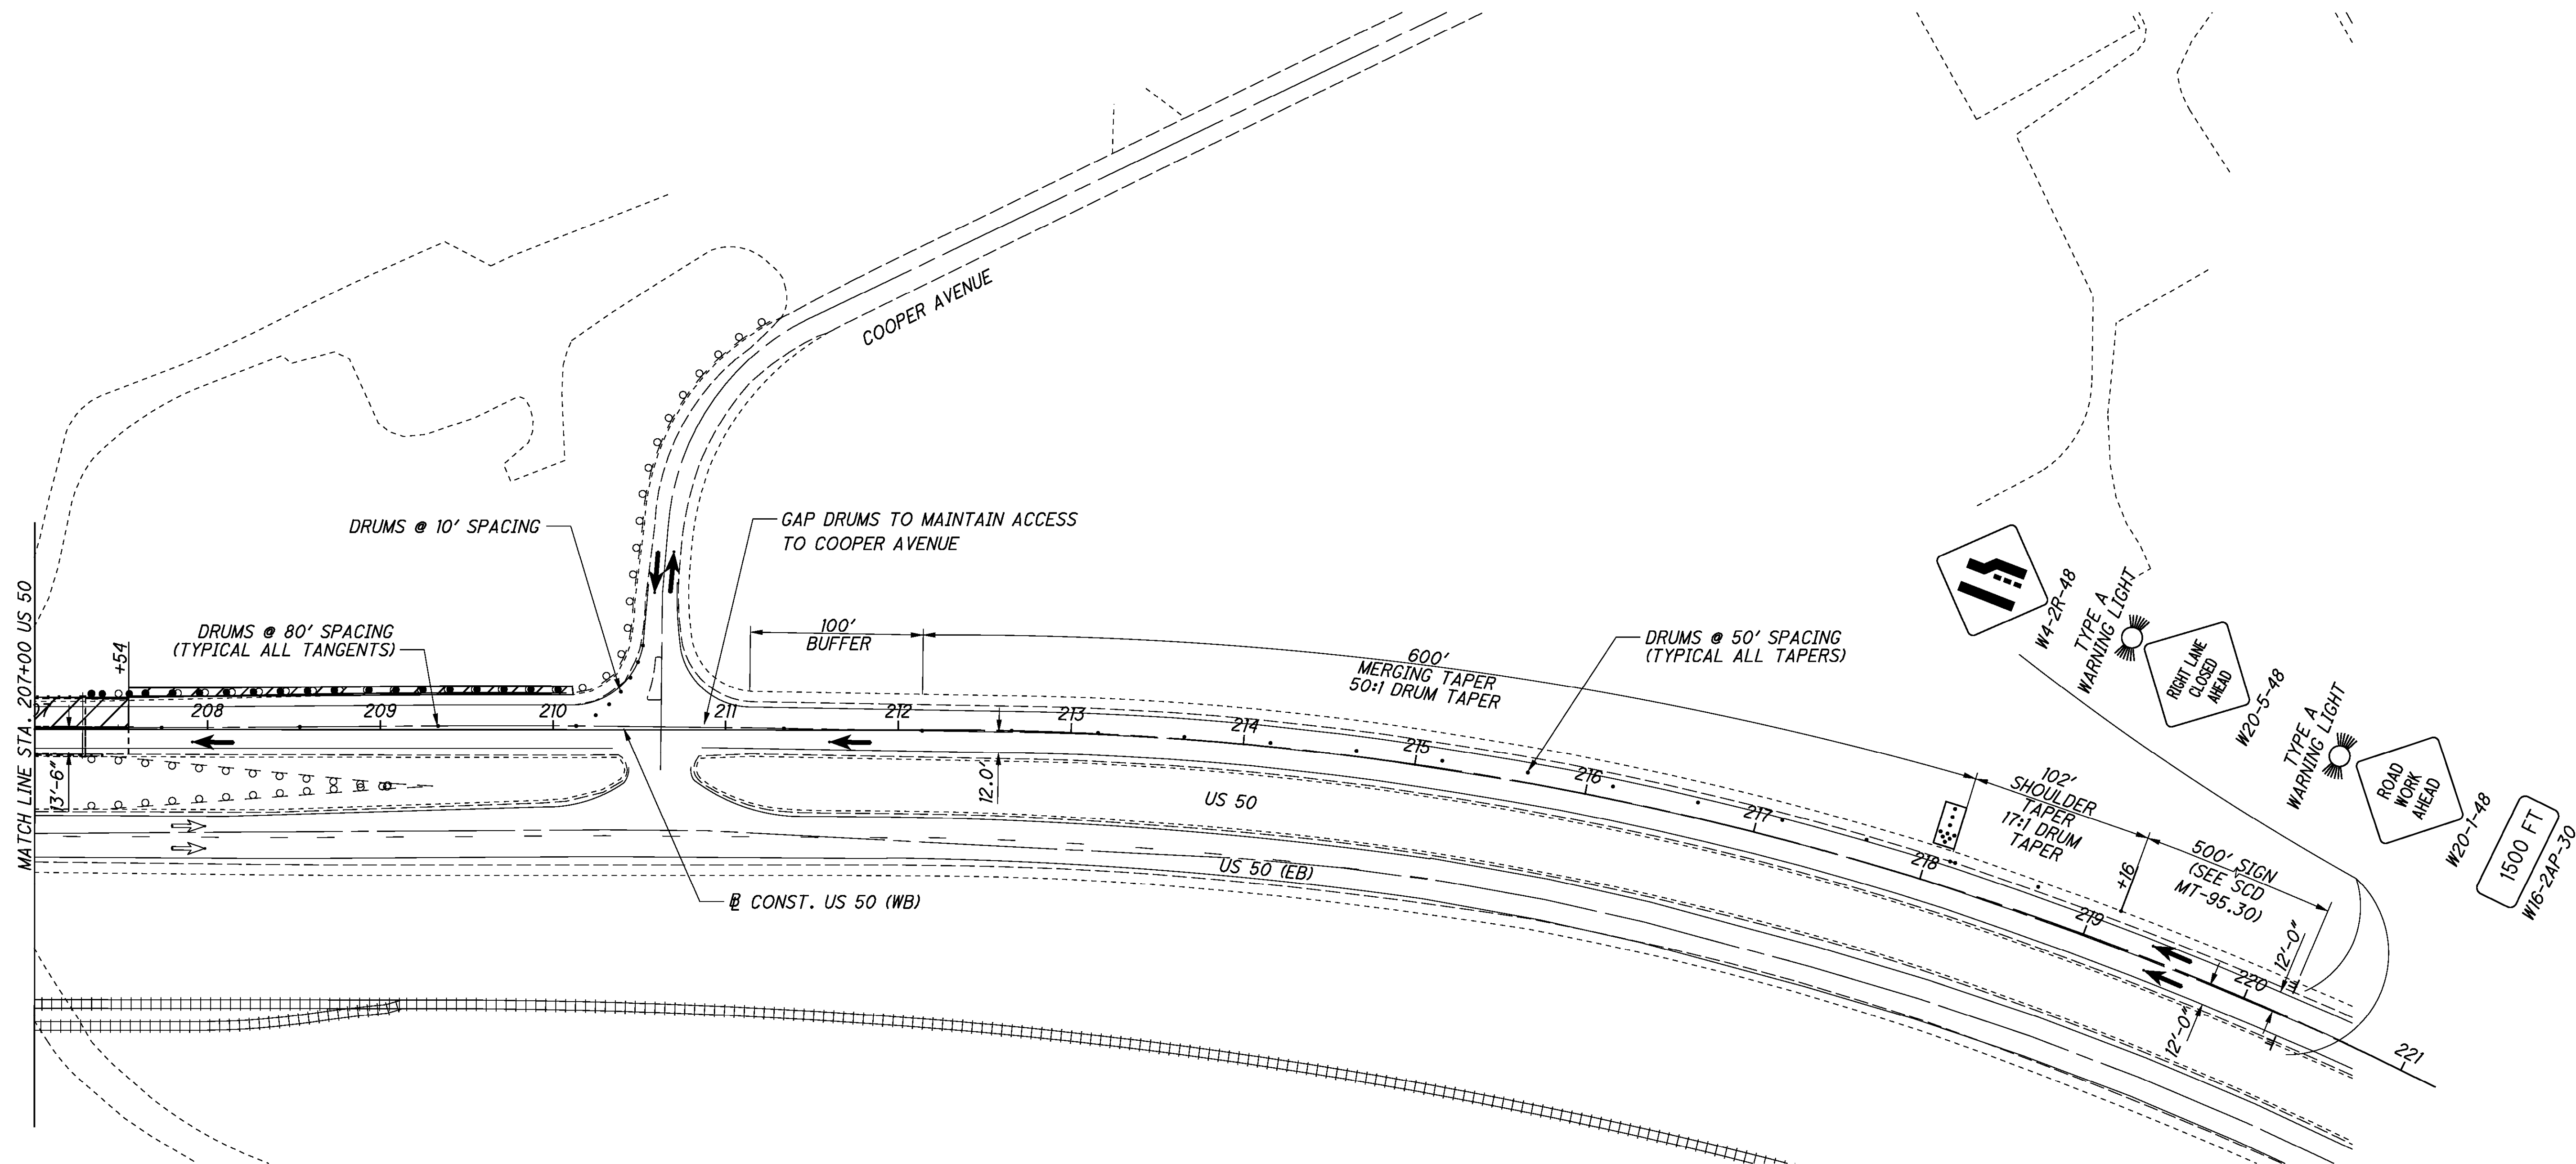 COOPER AVENUE
DRUMS @ 10' SPACING
GAP DRUMS TO MAINTAIN ACCESS
TO COOPER AVENUE
MATCH LINE STA. 207+00 US 50
DRUMS @ 80' SPACING
(TYPICAL ALL TANGENTS)
+54
100'
BUFFER
600'
MERGING TAPER
50:1 DRUM TAPER
DRUMS @ 50' SPACING
(TYPICAL ALL TAPERS)
W4-2R-48
TYPE A
WARNING LIGHT
RIGHT LANE
CLOSED
AHEAD
W20-5-48
TYPE A
WARNING LIGHT
ROAD
WORK
AHEAD
W20-1-48
1500 FT
W16-2AP-30
102'
SHOULDER
TAPER
17:1 DRUM
TAPER
+16
500' SIGN
(SEE SCD
MT-95.30)
208
209
210
211
212
213
214
215
216
217
218
219
220
221
13'-6"
12.0'
US 50
US 50 (EB)
12'-0"
12'-0"
℄ CONST. US 50 (WB)